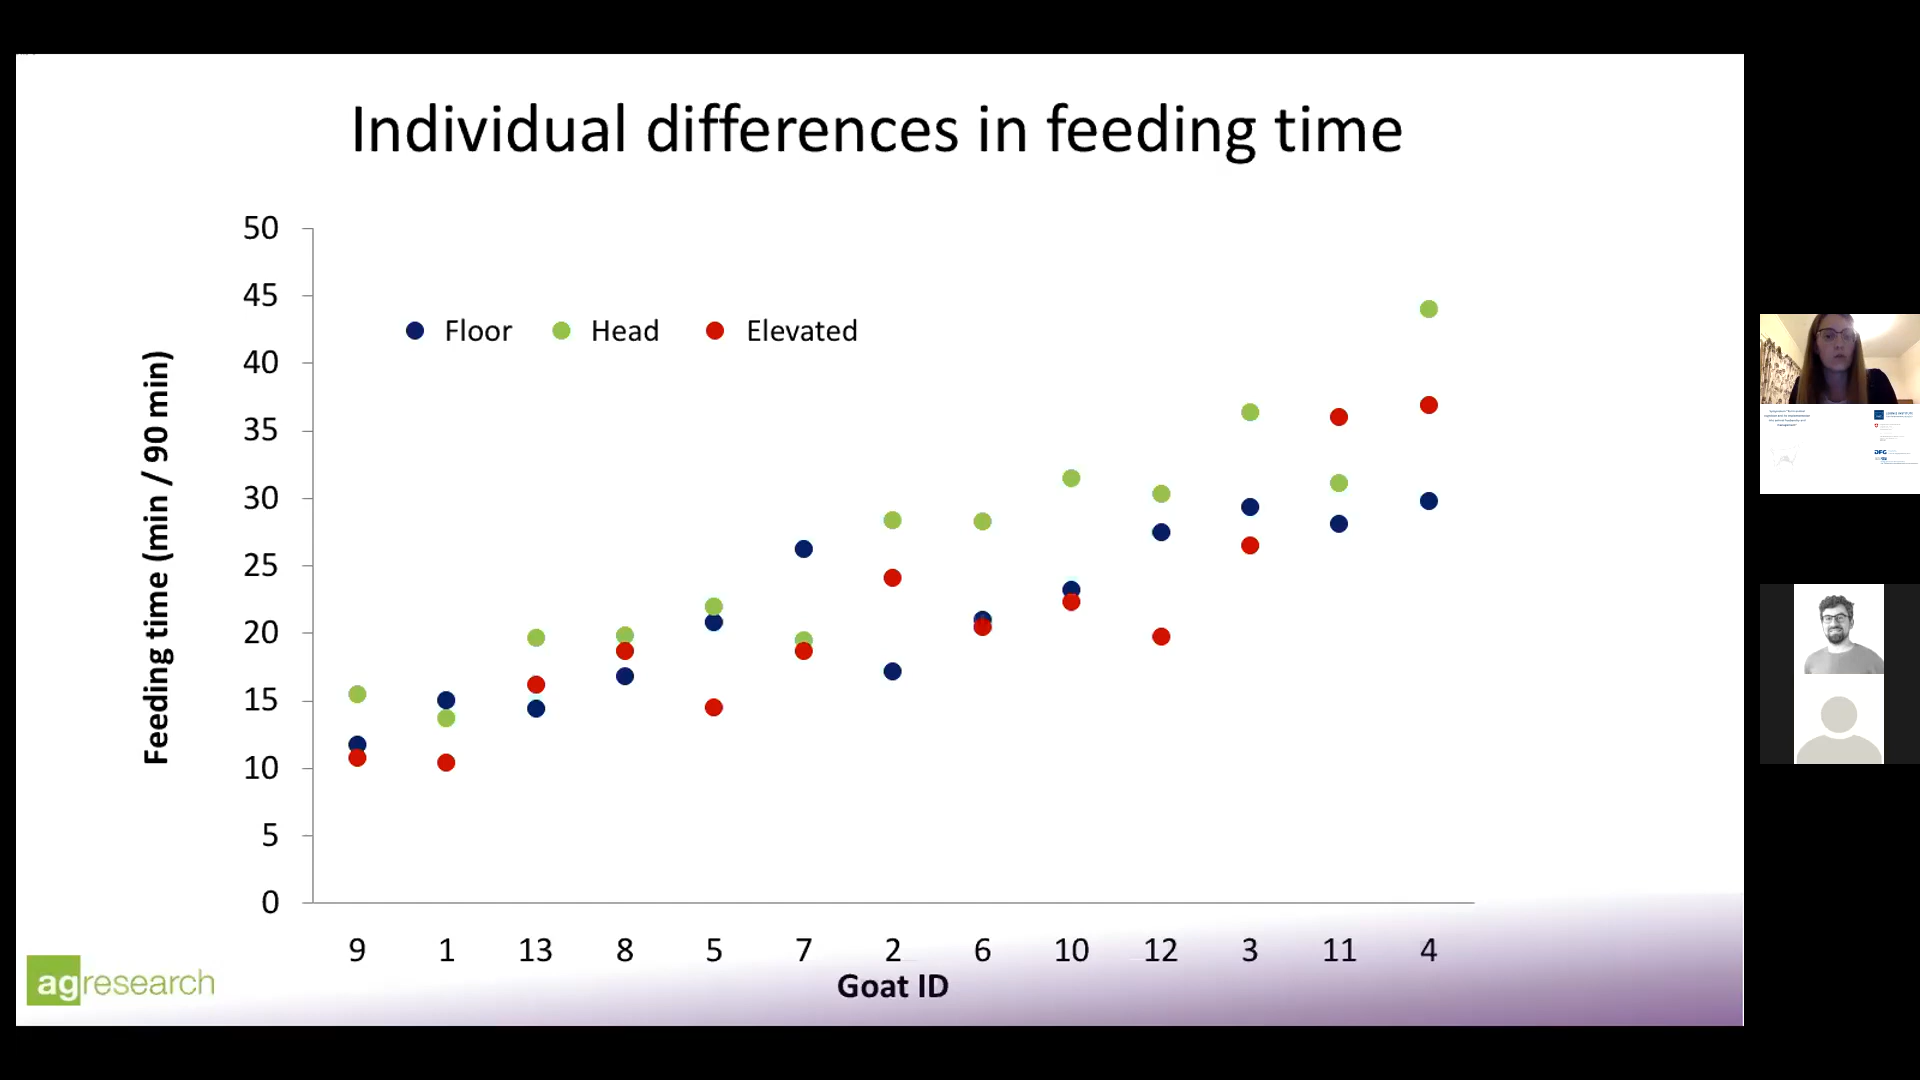 Individual differences in feeding time
50
45
40
35
30
25
20
15
10
5
0
Feeding time (min / 90 min)
Floor Head Elevated
9 1 13 8 5 7 2 6 10 12 3 11 4
Goat ID
agresearch
DFG